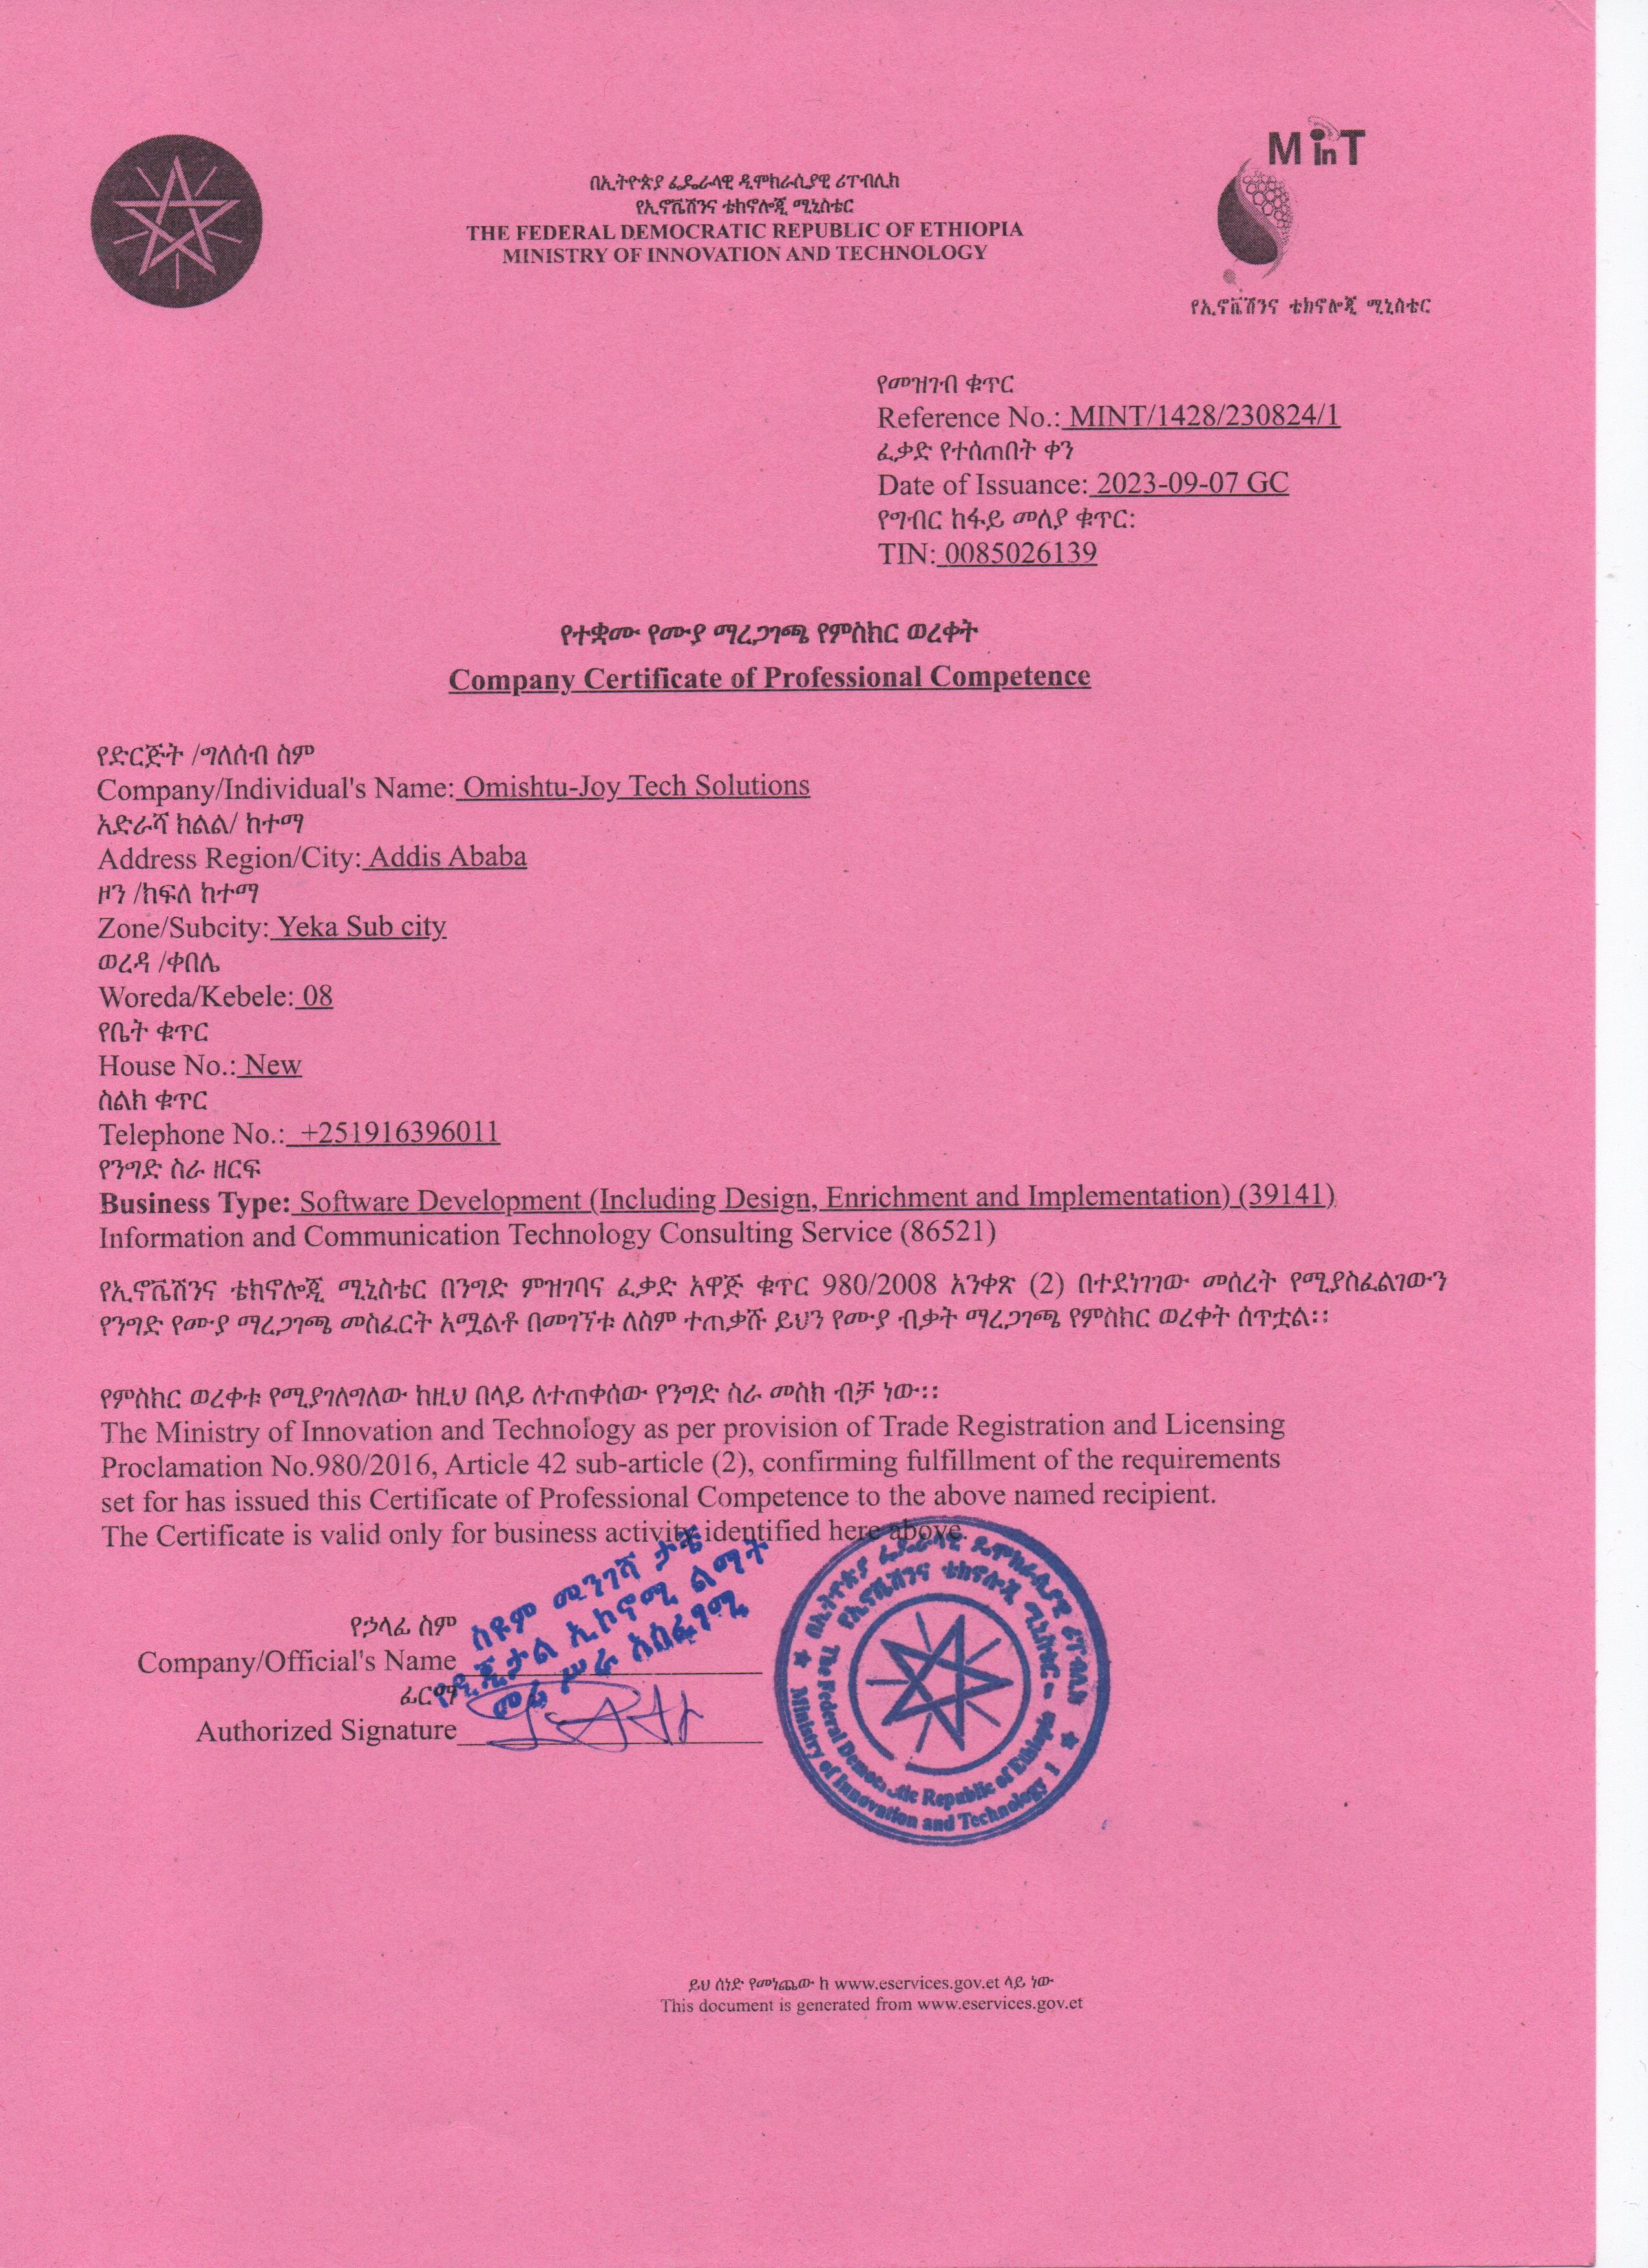 MinT
በኢትዮጵያ ፌዴራላዊ ዲሞክራሲያዊ ሪፐብሊክ
የኢኖቬሽንና ቴክኖሎጂ ሚኒስቴር
THE FEDERAL DEMOCRATIC REPUBLIC OF ETHIOPIA
MINISTRY OF INNOVATION AND TECHNOLOGY
የኢኖቬሽንና ቴክኖሎጂ ሚኒስቴር
የመዝገብ ቁጥር
Reference No.: MINT/1428/230824/1
ፈቃድ የተሰጠበት ቀን
Date of Issuance: 2023-09-07 GC
የግብር ከፋይ መለያ ቁጥር:
TIN: 0085026139
የተቋሙ የሙያ ማረጋገጫ የምስክር ወረቀት
Company Certificate of Professional Competence
የድርጅት /ግለሰብ ስም
Company/Individual's Name: Omishtu-Joy Tech Solutions
አድራሻ ክልል/ ከተማ
Address Region/City: Addis Ababa
ዞን /ክፍለ ከተማ
Zone/Subcity: Yeka Sub city
ወረዳ /ቀበሌ
Woreda/Kebele: 08
የቤት ቁጥር
House No.: New
ስልክ ቁጥር
Telephone No.: +251916396011
የንግድ ስራ ዘርፍ
Business Type: Software Development (Including Design, Enrichment and Implementation) (39141)
Information and Communication Technology Consulting Service (86521)
የኢኖቬሽንና ቴክኖሎጂ ሚኒስቴር በንግድ ምዝገባና ፈቃድ አዋጅ ቁጥር 980/2008 አንቀጽ (2) በተደነገገው መሰረት የሚያስፈልገውን
የንግድ የሙያ ማረጋገጫ መስፈርት አሟልቶ በመገኘቱ ለስም ተጠቃሹ ይህን የሙያ ብቃት ማረጋገጫ የምስክር ወረቀት ሰጥቷል፡፡
የምስክር ወረቀቱ የሚያገለግለው ከዚህ በላይ ለተጠቀሰው የንግድ ስራ መስክ ብቻ ነው፡፡
The Ministry of Innovation and Technology as per provision of Trade Registration and Licensing
Proclamation No.980/2016, Article 42 sub-article (2), confirming fulfillment of the requirements
set for has issued this Certificate of Professional Competence to the above named recipient.
The Certificate is valid only for business activity identified here above.
ስዩም መንገሻ
የዲጂታል ኢኮኖሚ ልማት
መሪ ስራ አስፈፃሚ
የኃላፊ ስም
Company/Official's Name
ፊርማ
Authorized Signature
በኢትዮጵያ ፌዴራላዊ ዲሞክራሲያዊ ሪፐብሊክ
የኢኖቬሽንና ቴክኖሎጂ ሚኒስቴር
The Federal Democratic Republic of Ethiopia
Ministry of Innovation and Technology 1
ይህ ሰነድ የመነጨው ከ www.eservices.gov.et ላይ ነው
This document is generated from www.eservices.gov.et